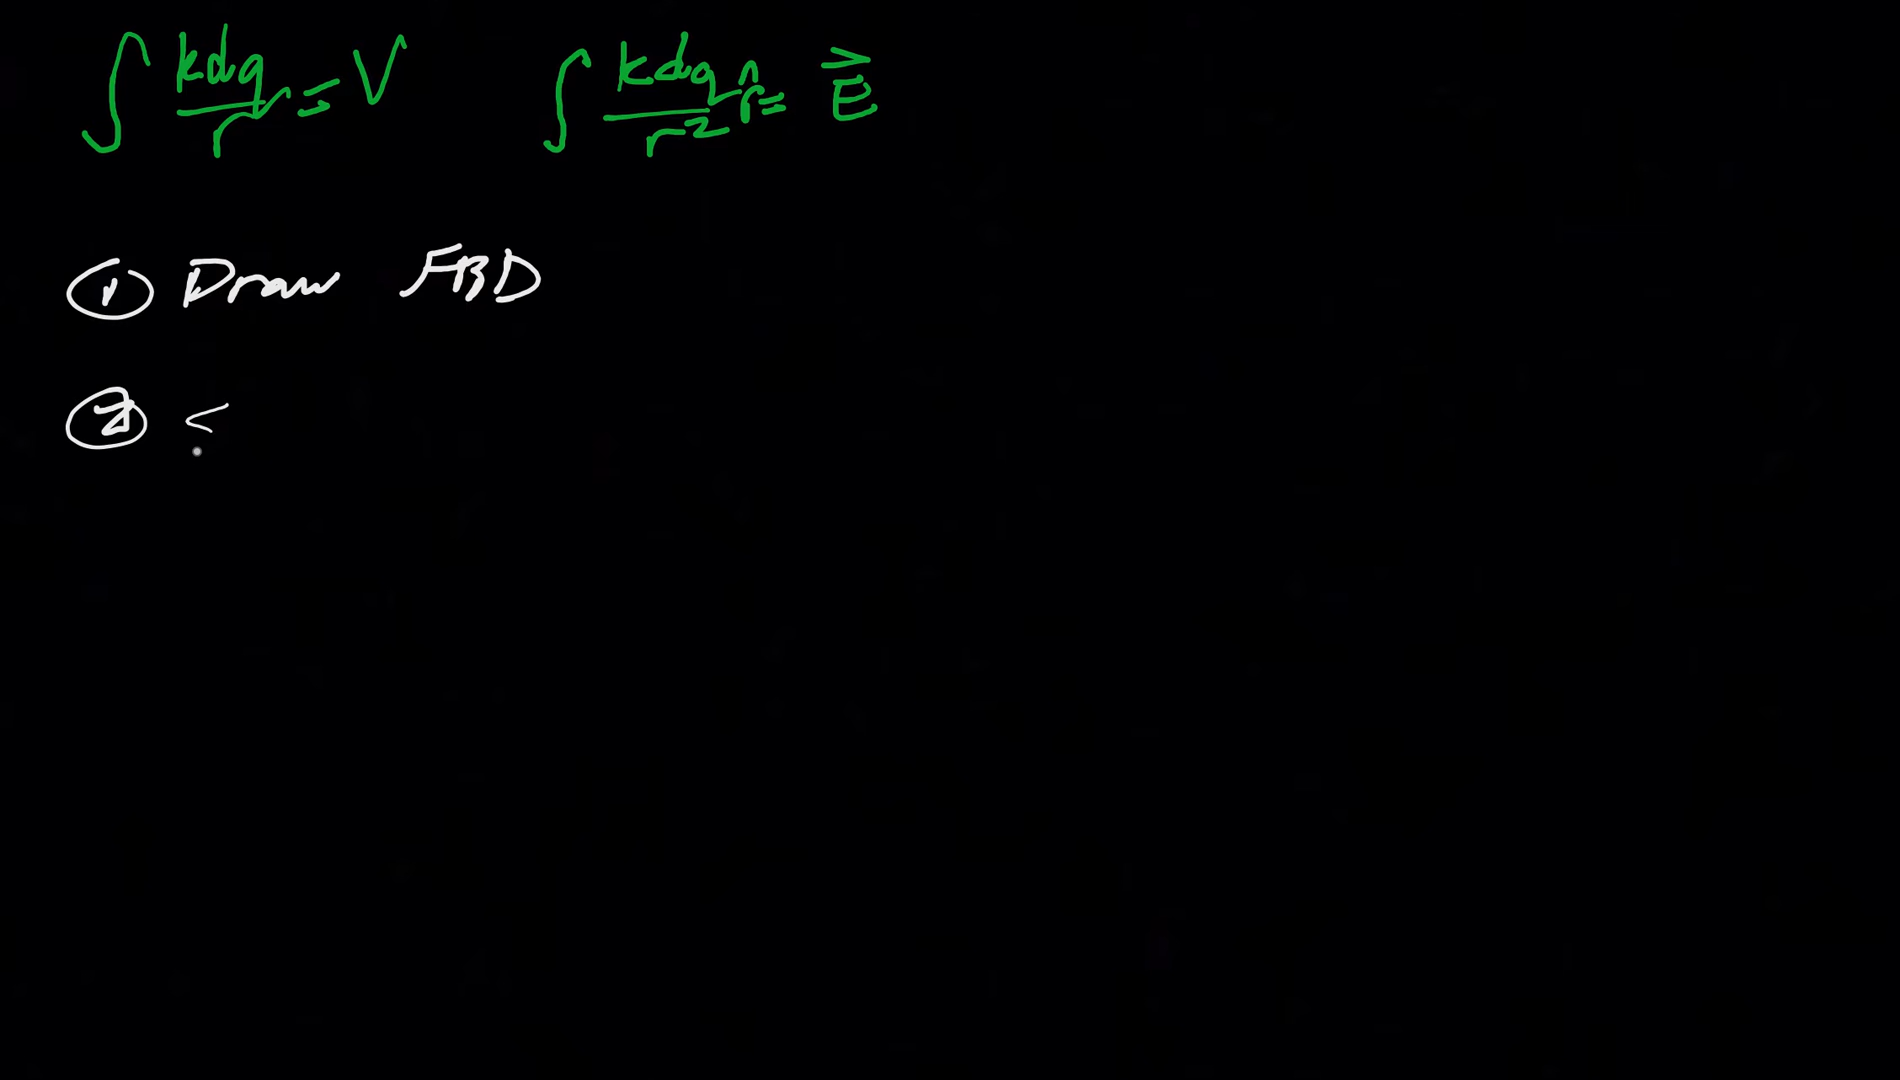 ∫ kdq/r = V ∫ kdq/r² r̂ = E⃗
① Draw FBD
②